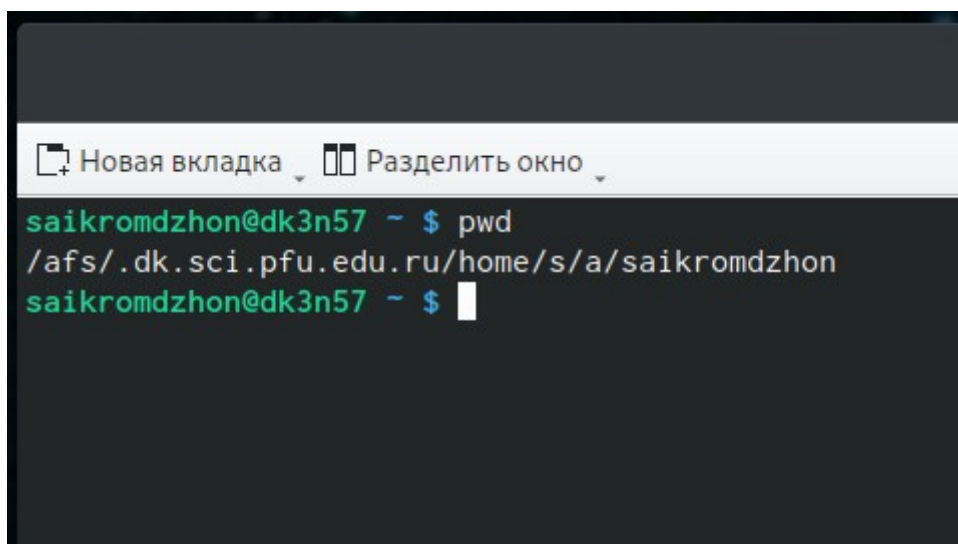 Новая вкладка Разделить окно
saikromdzhon@dk3n57 ~ $ pwd
/afs/.dk.sci.pfu.edu.ru/home/s/a/saikromdzhon
saikromdzhon@dk3n57 ~ $